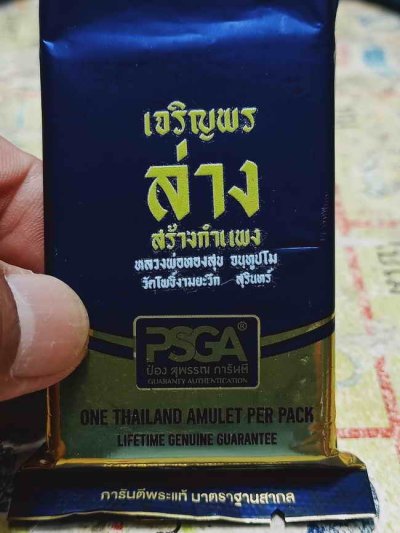 เจริญพร
ล่าง
สร้างกำแพง
หลวงพ่อทองสุข อนุทูปโม
วัดโพธิ์งามยะวึก สุรินทร์
PSGA®
ป๋อง สุพรรณ การันตี
GUARANTY AUTHENTICATION
ONE THAILAND AMULET PER PACK
LIFETIME GENUINE GUARANTEE
การันตีพระแท้ มาตราฐานสากล